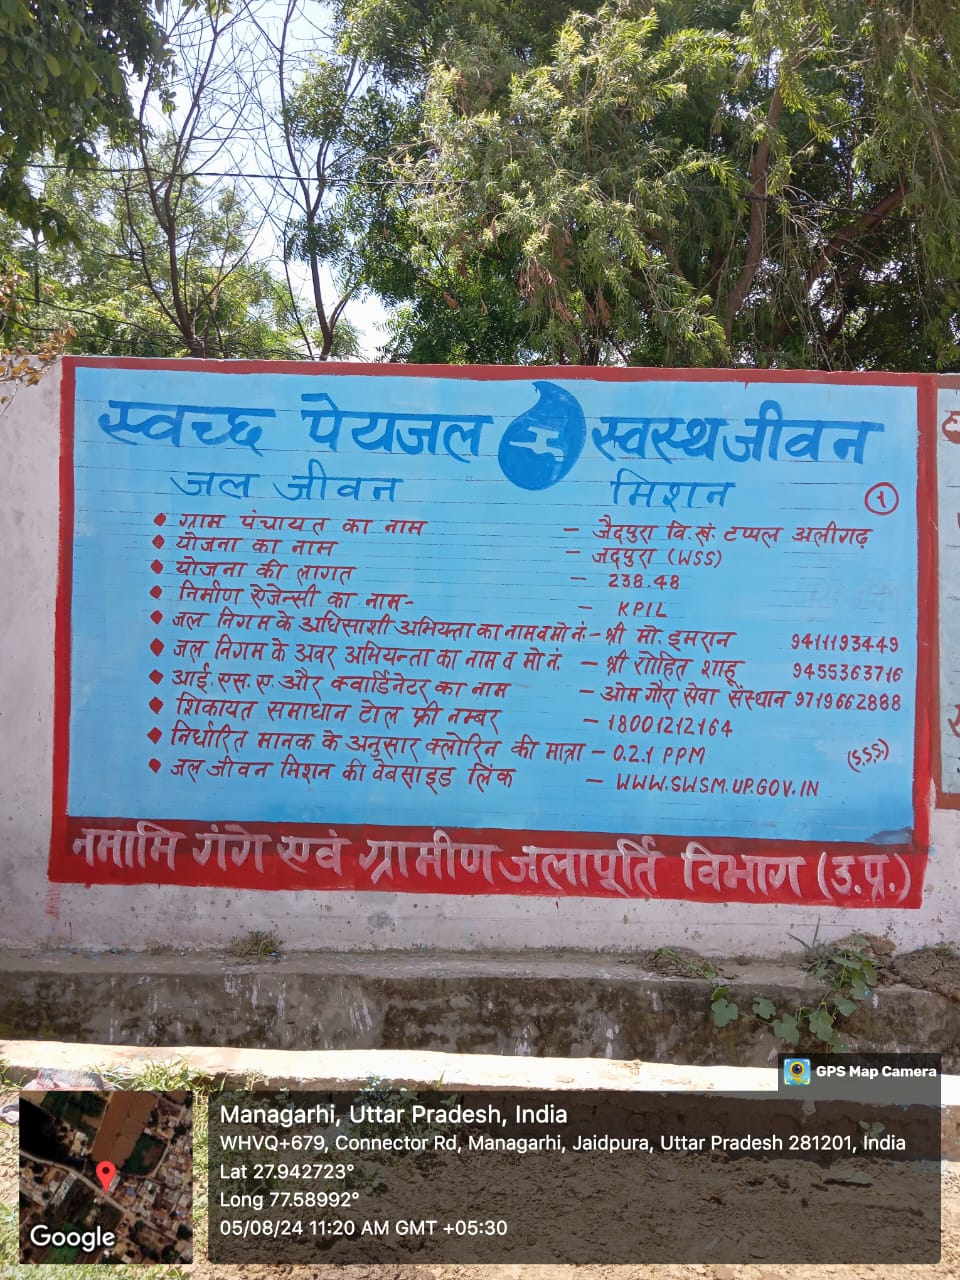 स्वच्छ पेयजल स्वस्थ जीवन
जल जीवन मिशन
1
ग्राम पंचायत का नाम - जैदपुरा वि.खं. टप्पल अलीगढ़
योजना का नाम - जदपुरा (WSS)
योजना की लागत - 238.48
निर्माण ऐजेन्सी का नाम- - KPIL
जल निगम के अधिसाशी अभियन्ता का नाम व मो नं. - श्री मो. इमरान 9411193449
जल निगम के अवर अभियन्ता का नाम व मो नं. - श्री रोहित शाहू 9455363716
आई. एस. ए. और क्वार्डिनेटर का नाम - ओम गौरा सेवा संस्थान 9719662888
शिकायत समाधान टोल फ्री नम्बर - 18001212164
निर्धारित मानक के अनुसार क्लोरिन की मात्रा - 0.2.1 PPM
(S.S.S)
जल जीवन मिशन की वेबसाइड लिंक - WWW.SWSM.UP.GOV.IN
नमामि गंगे एवं ग्रामीण जलापूर्ति विभाग (उ.प्र.)
GPS Map Camera
Managarhi, Uttar Pradesh, India
WHVQ+679, Connector Rd, Managarhi, Jaidpura, Uttar Pradesh 281201, India
Lat 27.942723°
Long 77.58992°
05/08/24 11:20 AM GMT +05:30
Google